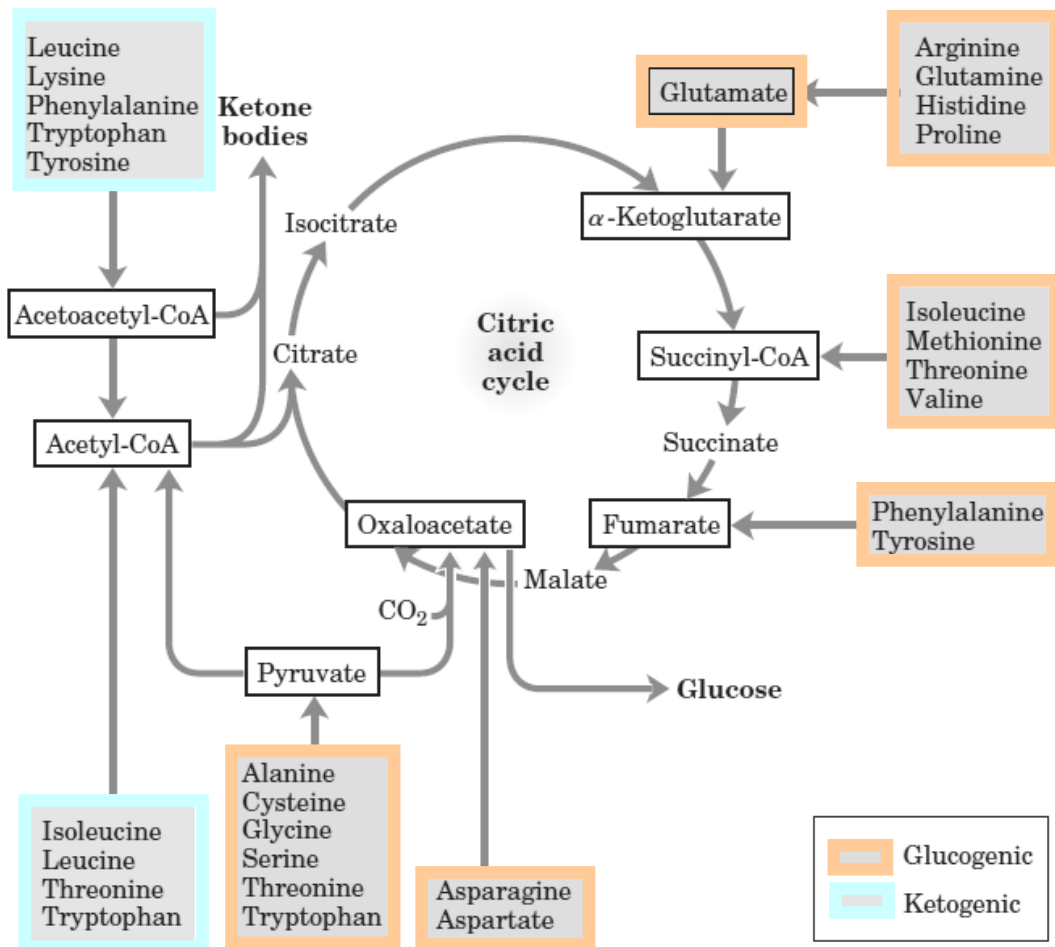 Leucine
Lysine
Phenylalanine
Tryptophan
Tyrosine
Ketone
bodies
Glutamate
Arginine
Glutamine
Histidine
Proline
Isocitrate
α-Ketoglutarate
Acetoacetyl-CoA
Citrate
Citric
acid
cycle
Succinyl-CoA
Isoleucine
Methionine
Threonine
Valine
Acetyl-CoA
Succinate
Oxaloacetate
Fumarate
Phenylalanine
Tyrosine
Malate
CO₂
Pyruvate
Glucose
Isoleucine
Leucine
Threonine
Tryptophan
Alanine
Cysteine
Glycine
Serine
Threonine
Tryptophan
Asparagine
Aspartate
Glucogenic
Ketogenic